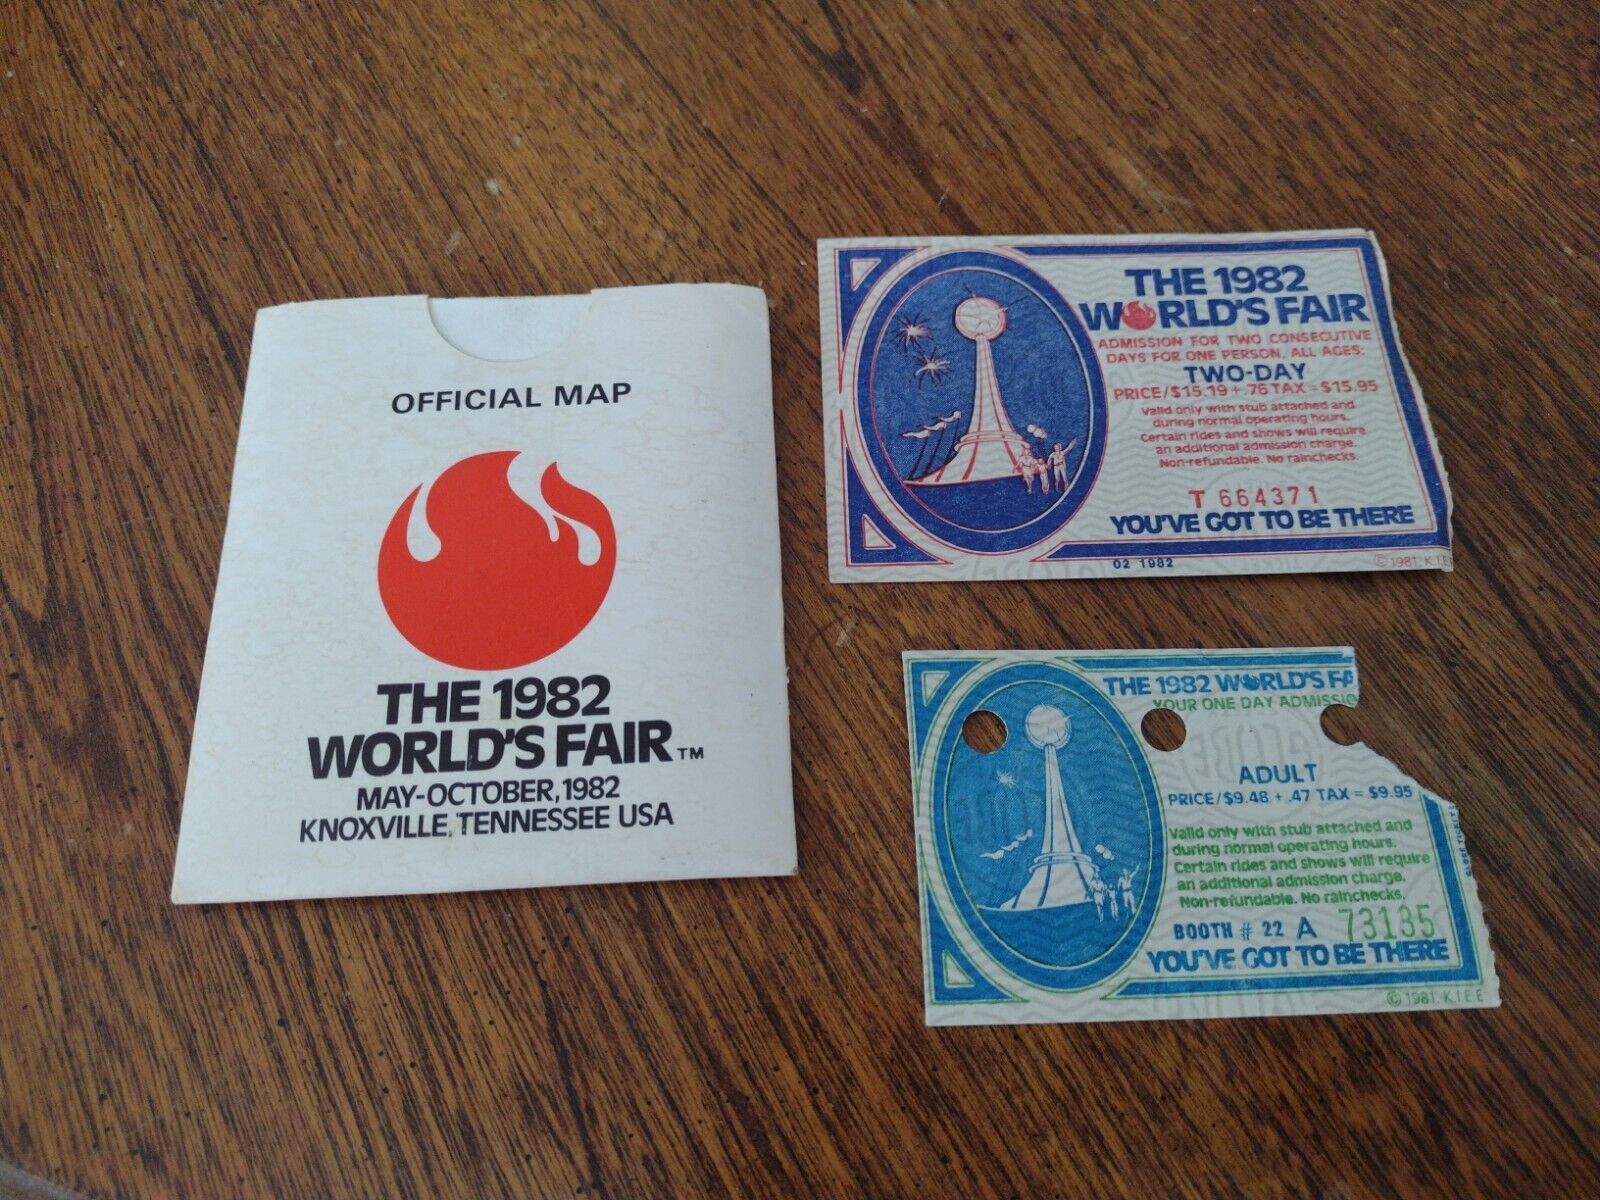 OFFICIAL MAP
THE 1982
WORLD'S FAIR TM
MAY-OCTOBER, 1982
KNOXVILLE, TENNESSEE USA
THE 1982
WORLD'S FAIR
ADMISSION FOR TWO CONSECUTIVE
DAYS FOR ONE PERSON, ALL AGES:
TWO-DAY
PRICE/$15.19 + .76 TAX = $15.95
Valid only with stub attached and
during normal operating hours.
Certain rides and shows will require
an additional admission charge.
Non-refundable. No rainchecks.
T 664371
YOU'VE GOT TO BE THERE
02 1982
©1981. K.I.E.
THE 1982 WORLD'S FA
YOUR ONE DAY ADMISSIO
ADULT
PRICE/$9.48 + .47 TAX = $9.95
Valid only with stub attached and
during normal operating hours.
Certain rides and shows will require
an additional admission charge.
Non-refundable. No rainchecks.
BOOTH # 22 A 73135
YOU'VE GOT TO BE THERE
©1981. K.I.E.E